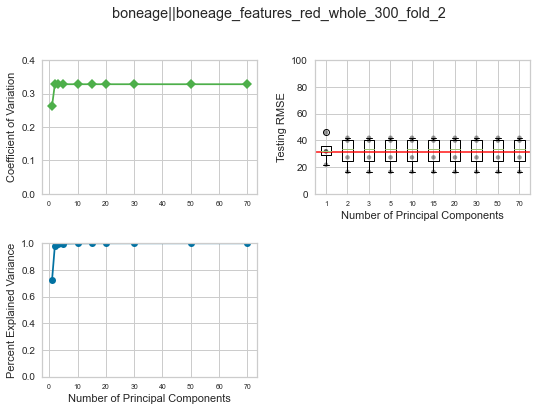 boneage||boneage_features_red_whole_300_fold_2
Coefficient of Variation
0.4
0.3
0.2
0.1
0.0
0 10 20 30 40 50 60 70
Testing RMSE
100
80
60
40
20
0
1 2 3 5 10 15 20 30 50 70
Number of Principal Components
Percent Explained Variance
1.0
0.8
0.6
0.4
0.2
0.0
0 10 20 30 40 50 60 70
Number of Principal Components